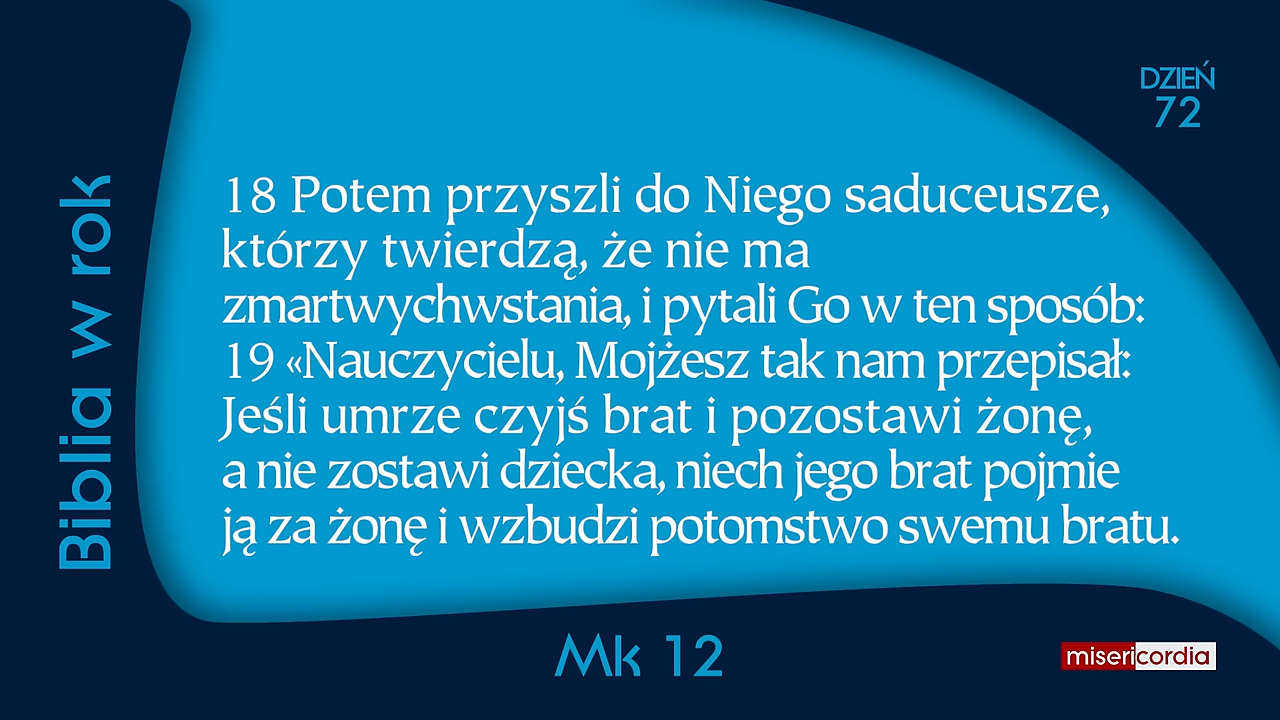 DZIEŃ
72
Biblia w rok
18 Potem przyszli do Niego saduceusze,
którzy twierdzą, że nie ma
zmartwychwstania, i pytali Go w ten sposób:
19 «Nauczycielu, Mojżesz tak nam przepisał:
Jeśli umrze czyjś brat i pozostawi żonę,
a nie zostawi dziecka, niech jego brat pojmie
ją za żonę i wzbudzi potomstwo swemu bratu.
Mk 12
misericordia